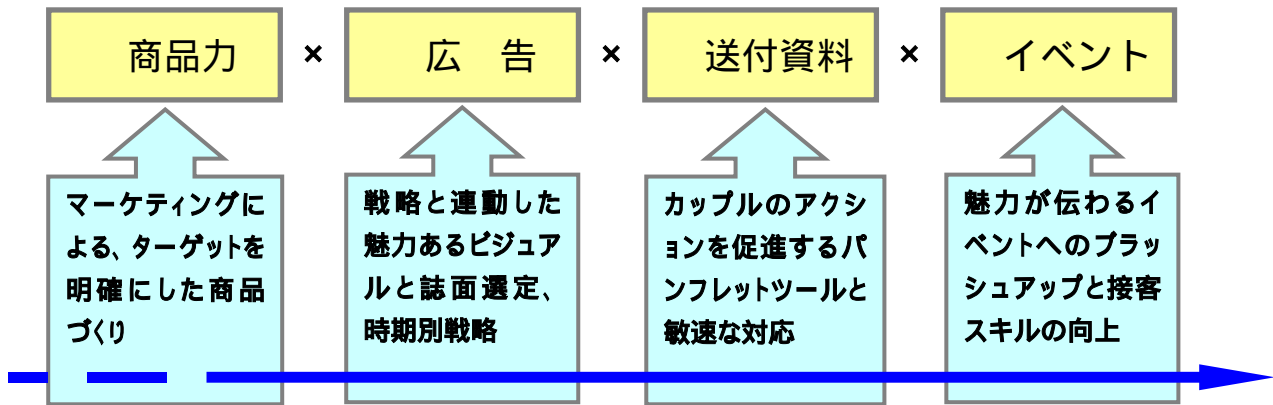 商品力 × 広　告 × 送付資料 × イベント
マーケティングに
よる、ターゲットを
明確にした商品
づくり
戦略と連動した
魅力あるビジュア
ルと誌面選定、
時期別戦略
カップルのアクシ
ョンを促進するパ
ンフレットツールと
敏速な対応
魅力が伝わるイ
ベントへのブラッ
シュアップと接客
スキルの向上